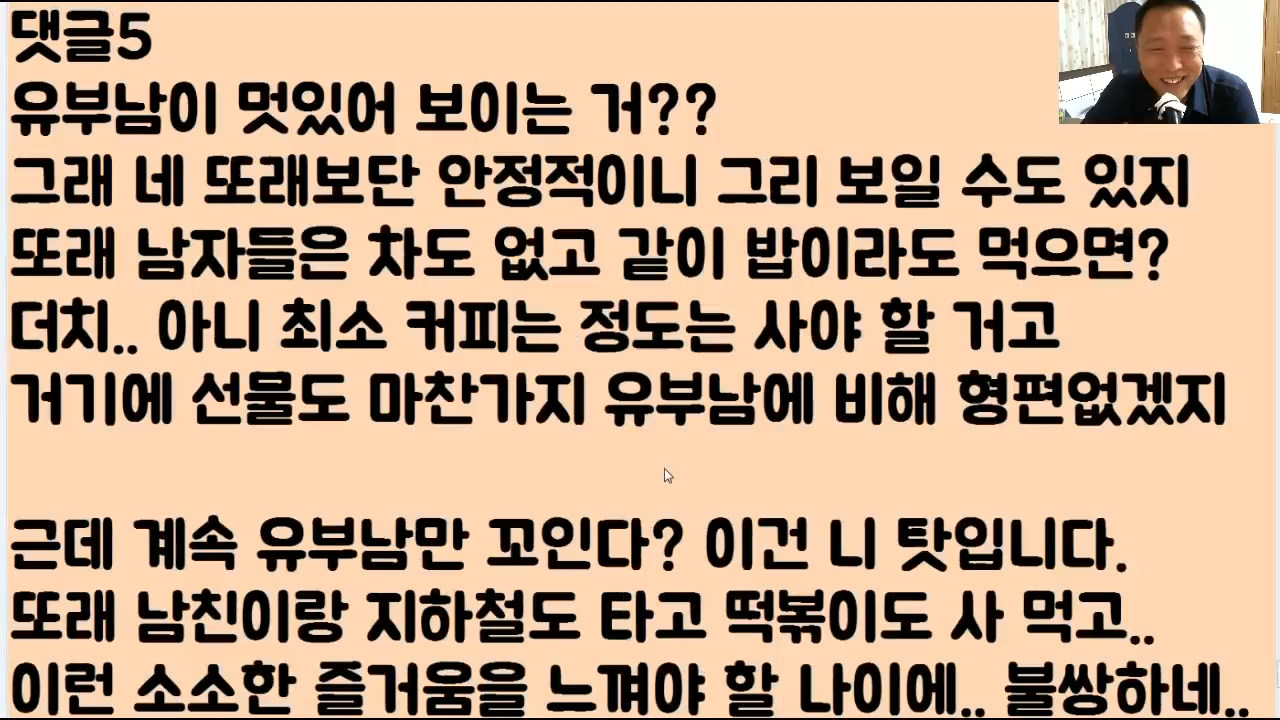 댓글5
유부남이 멋있어 보이는 거??
그래 네 또래보단 안정적이니 그리 보일 수도 있지
또래 남자들은 차도 없고 같이 밥이라도 먹으면?
더치.. 아니 최소 커피는 정도는 사야 할 거고
거기에 선물도 마찬가지 유부남에 비해 형편없겠지
근데 계속 유부남만 꼬인다? 이건 니 탓입니다.
또래 남친이랑 지하철도 타고 떡볶이도 사 먹고..
이런 소소한 즐거움을 느껴야 할 나이에.. 불쌍하네..